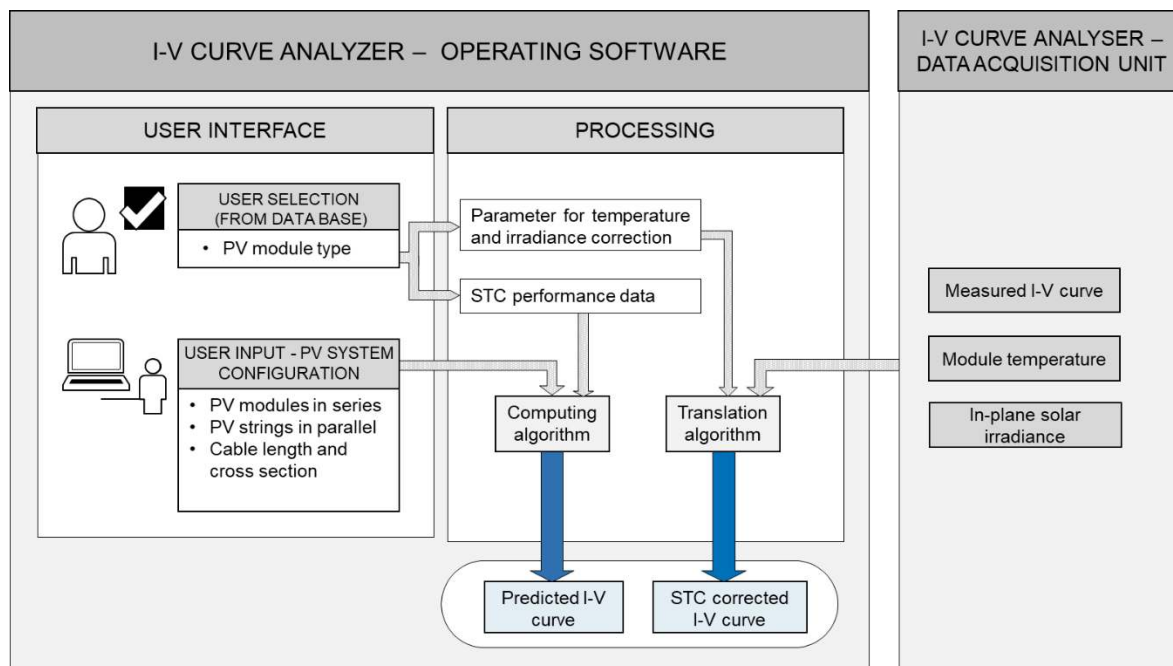 I-V CURVE ANALYZER – OPERATING SOFTWARE
I-V CURVE ANALYSER –
DATA ACQUISITION UNIT
USER INTERFACE
PROCESSING
USER SELECTION
(FROM DATA BASE)
• PV module type
Parameter for temperature
and irradiance correction
STC performance data
USER INPUT - PV SYSTEM
CONFIGURATION
• PV modules in series
• PV strings in parallel
• Cable length and
cross section
Computing
algorithm
Translation
algorithm
Predicted I-V
curve
STC corrected
I-V curve
Measured I-V curve
Module temperature
In-plane solar
irradiance